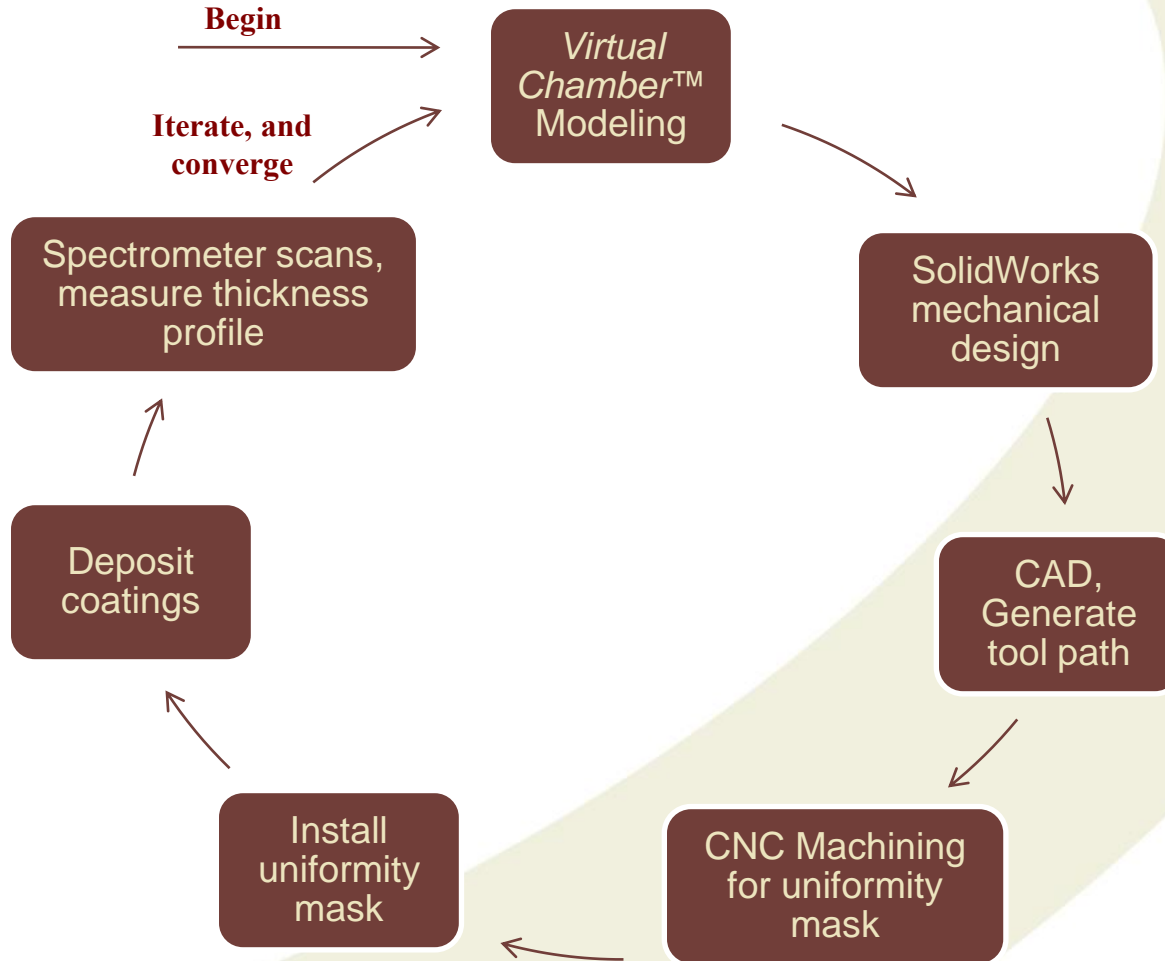 Begin
Virtual
Chamber™
Modeling
Iterate, and
converge
Spectrometer scans,
measure thickness
profile
SolidWorks
mechanical
design
Deposit
coatings
CAD,
Generate
tool path
Install
uniformity
mask
CNC Machining
for uniformity
mask